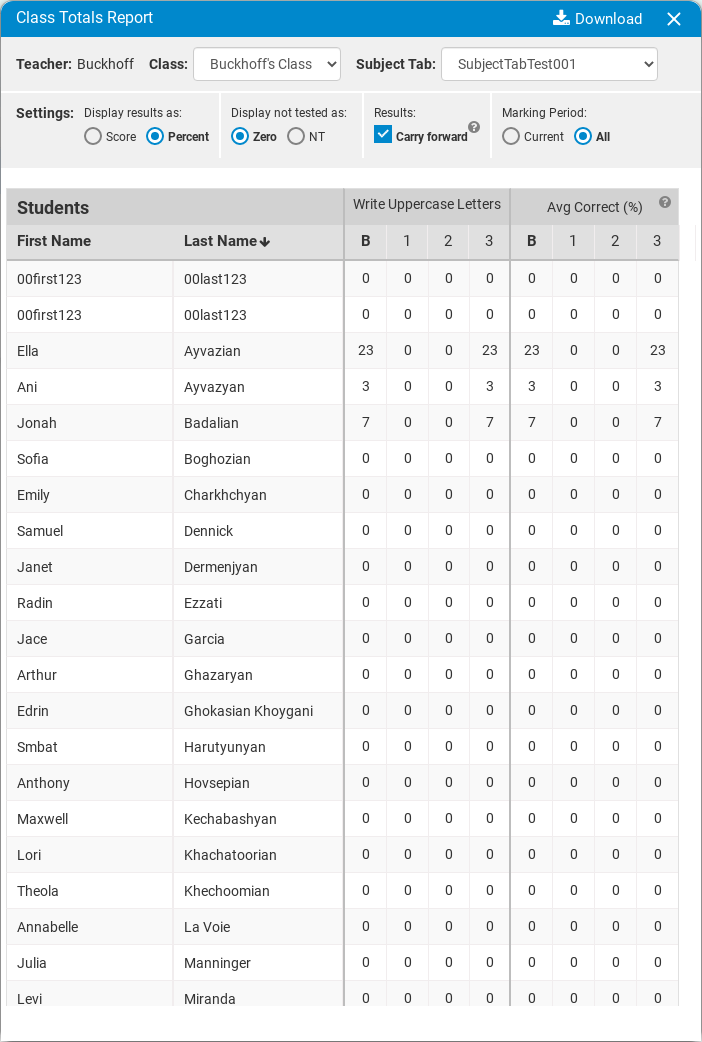 Class Totals Report Download
Teacher: Buckhoff Class: Buckhoff's Class Subject Tab: SubjectTabTest001
Settings: Display results as: Display not tested as: Results: Marking Period:
Score Percent Zero NT Carry forward ? Current All
Students Write Uppercase Letters Avg Correct (%) ?
First Name Last Name B 1 2 3 B 1 2 3
00first123 00last123 0 0 0 0 0 0 0 0
00first123 00last123 0 0 0 0 0 0 0 0
Ella Ayvazian 23 0 0 23 23 0 0 23
Ani Ayvazyan 3 0 0 3 3 0 0 3
Jonah Badalian 7 0 0 7 7 0 0 7
Sofia Boghozian 0 0 0 0 0 0 0 0
Emily Charkhchyan 0 0 0 0 0 0 0 0
Samuel Dennick 0 0 0 0 0 0 0 0
Janet Dermenjyan 0 0 0 0 0 0 0 0
Radin Ezzati 0 0 0 0 0 0 0 0
Jace Garcia 0 0 0 0 0 0 0 0
Arthur Ghazaryan 0 0 0 0 0 0 0 0
Edrin Ghokasian Khoygani 0 0 0 0 0 0 0 0
Smbat Harutyunyan 0 0 0 0 0 0 0 0
Anthony Hovsepian 0 0 0 0 0 0 0 0
Maxwell Kechabashyan 0 0 0 0 0 0 0 0
Lori Khachatoorian 0 0 0 0 0 0 0 0
Theola Khechoomian 0 0 0 0 0 0 0 0
Annabelle La Voie 0 0 0 0 0 0 0 0
Julia Manninger 0 0 0 0 0 0 0 0
Levi Miranda 0 0 0 0 0 0 0 0